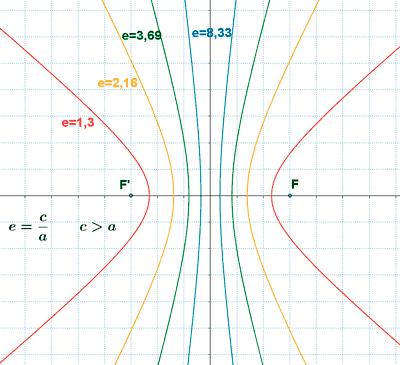 e=3,69
e=8,33
e=2,16
e=1,3
F' F
e = c/a c > a